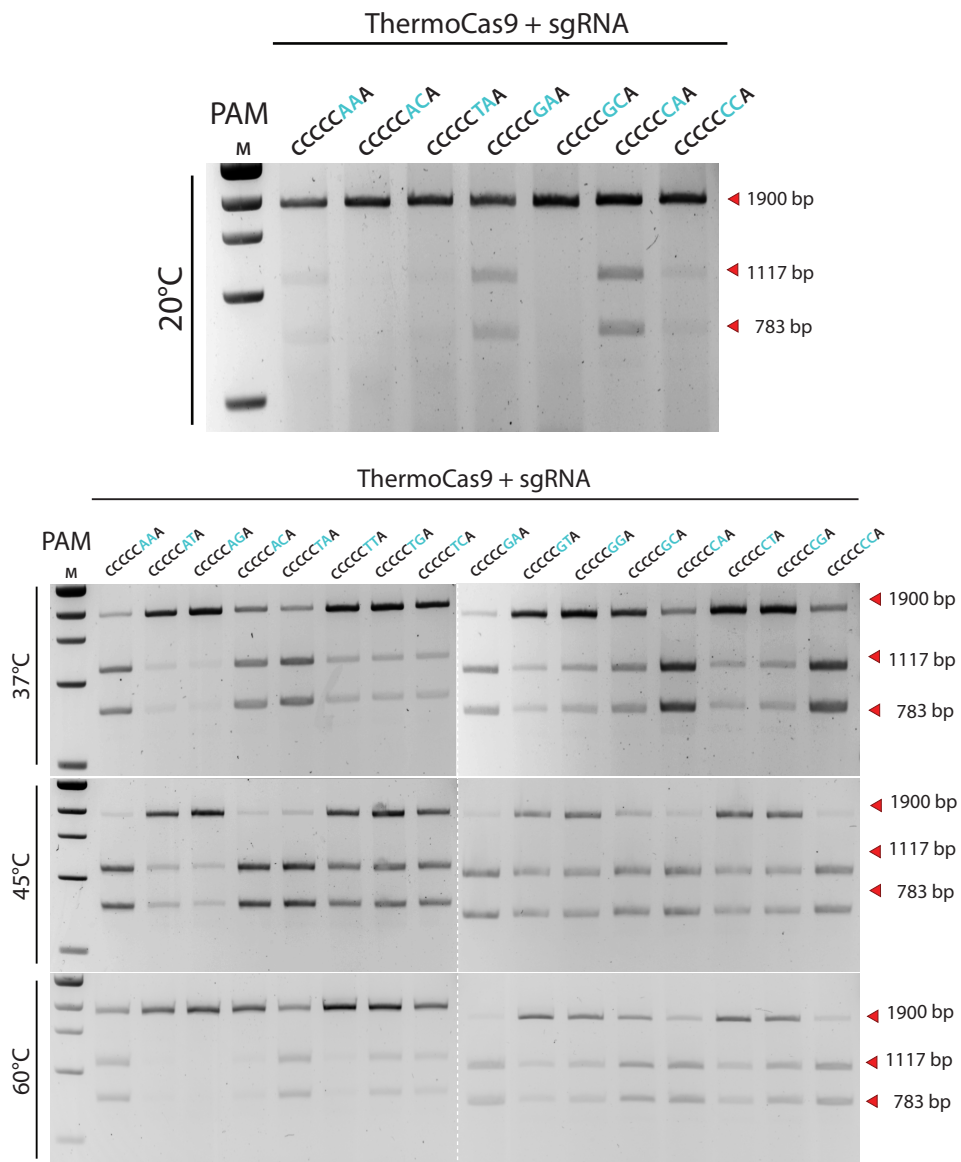 ThermoCas9 + sgRNA
PAM
M
CCCCCAAA
CCCCCACA
CCCCCTAA
CCCCCGAA
CCCCCGCA
CCCCCCAA
CCCCCCCA
20°C
1900 bp
1117 bp
783 bp
ThermoCas9 + sgRNA
PAM
M
CCCCCAAA
CCCCCATA
CCCCCAGA
CCCCCACA
CCCCCTAA
CCCCCTTA
CCCCCTGA
CCCCCTCA
CCCCCGAA
CCCCCGTA
CCCCCGGA
CCCCCGCA
CCCCCCAA
CCCCCCTA
CCCCCCGA
CCCCCCCA
37°C
1900 bp
1117 bp
783 bp
45°C
1900 bp
1117 bp
783 bp
60°C
1900 bp
1117 bp
783 bp